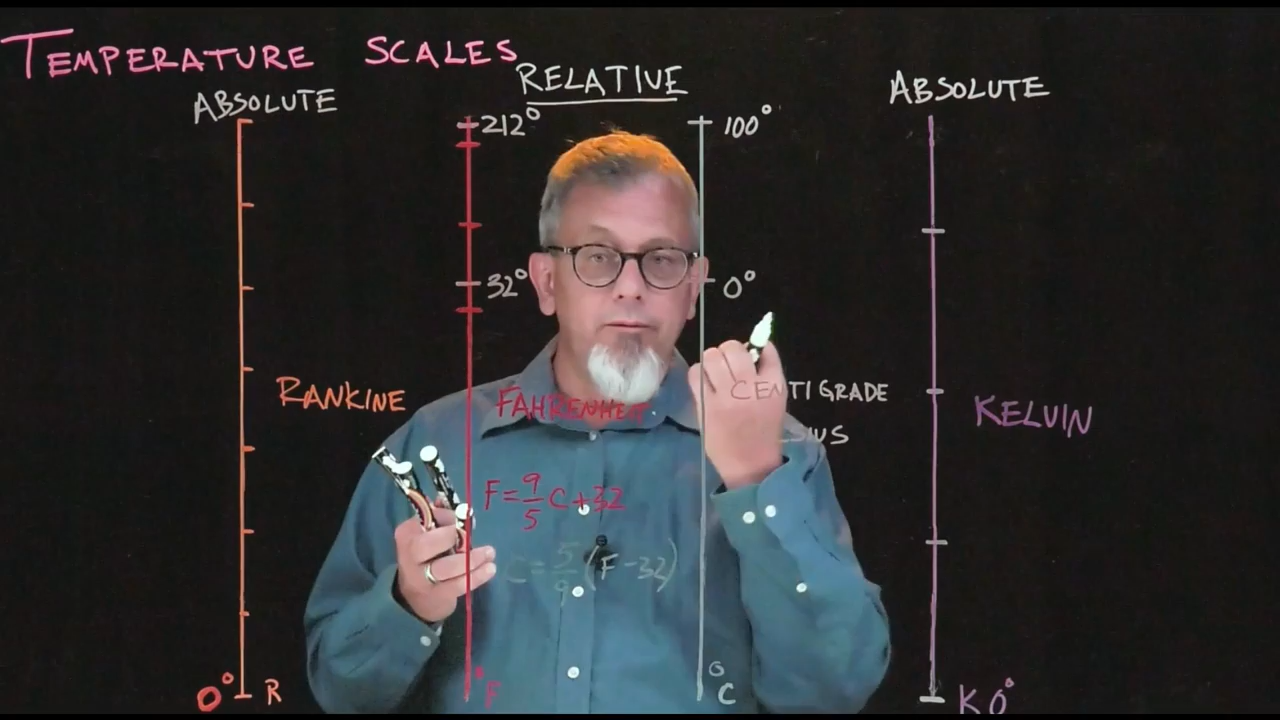 TEMPERATURE SCALES
ABSOLUTE
RELATIVE
ABSOLUTE
212°
100°
32°
0°
RANKINE
FAHRENHEIT
CENTIGRADE
KELVIN
F = 9/5 C + 32
C = 5/9 (F - 32)
0° R
°F
°C
K 0°